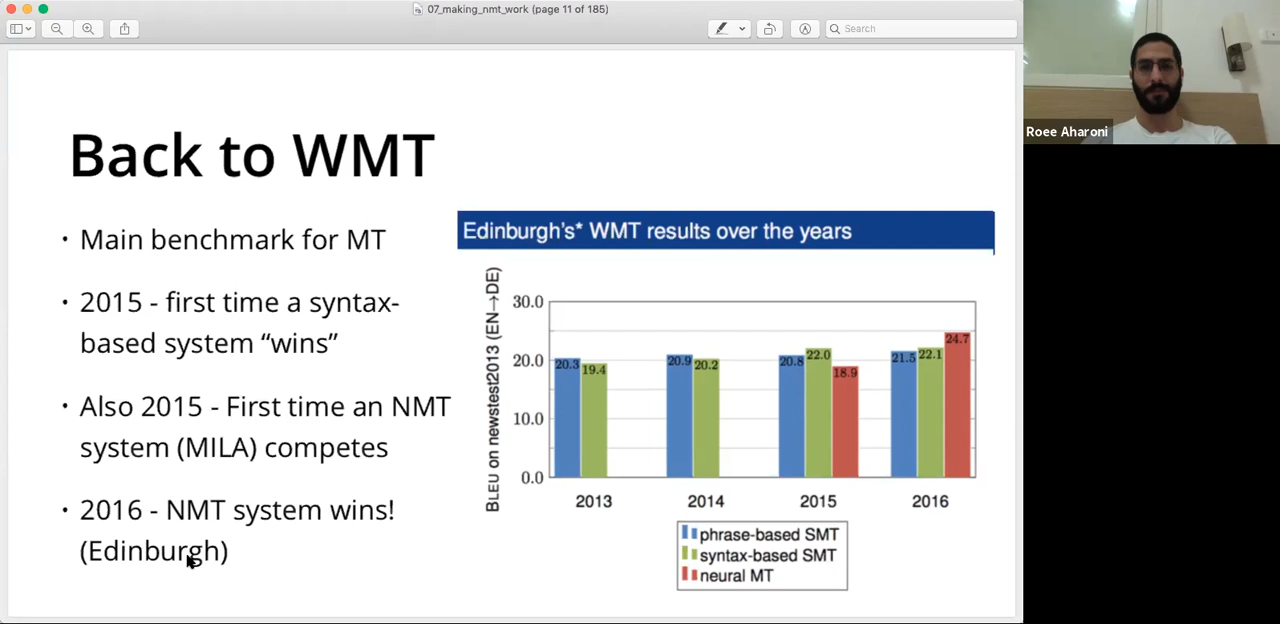 07_making_nmt_work (page 11 of 185)
Search
Roee Aharoni
Back to WMT
• Main benchmark for MT
• 2015 - first time a syntax-
based system “wins”
• Also 2015 - First time an NMT
system (MILA) competes
• 2016 - NMT system wins!
(Edinburgh)
Edinburgh's* WMT results over the years
BLEU on newstest2013 (EN→DE)
30.0
20.0
10.0
0.0
20.3 19.4
20.9 20.2
20.8 22.0 18.9
21.5 22.1 24.7
2013 2014 2015 2016
phrase-based SMT
syntax-based SMT
neural MT